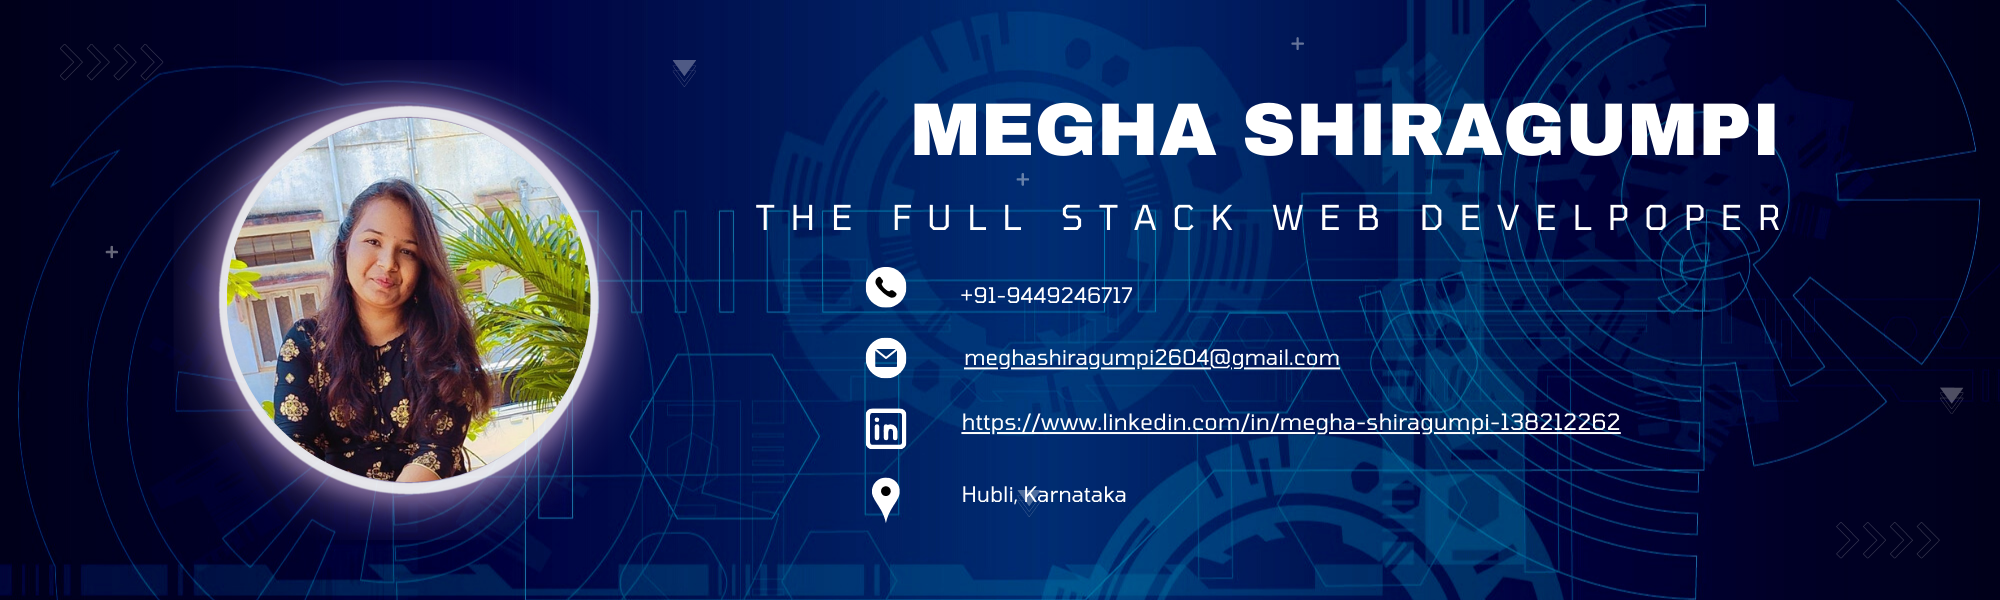 MEGHA SHIRAGUMPI
THE FULL STACK WEB DEVELPOPER
+91-9449246717
meghashiragumpi2604@gmail.com
in https://www.linkedin.com/in/megha-shiragumpi-138212262
Hubli, Karnataka